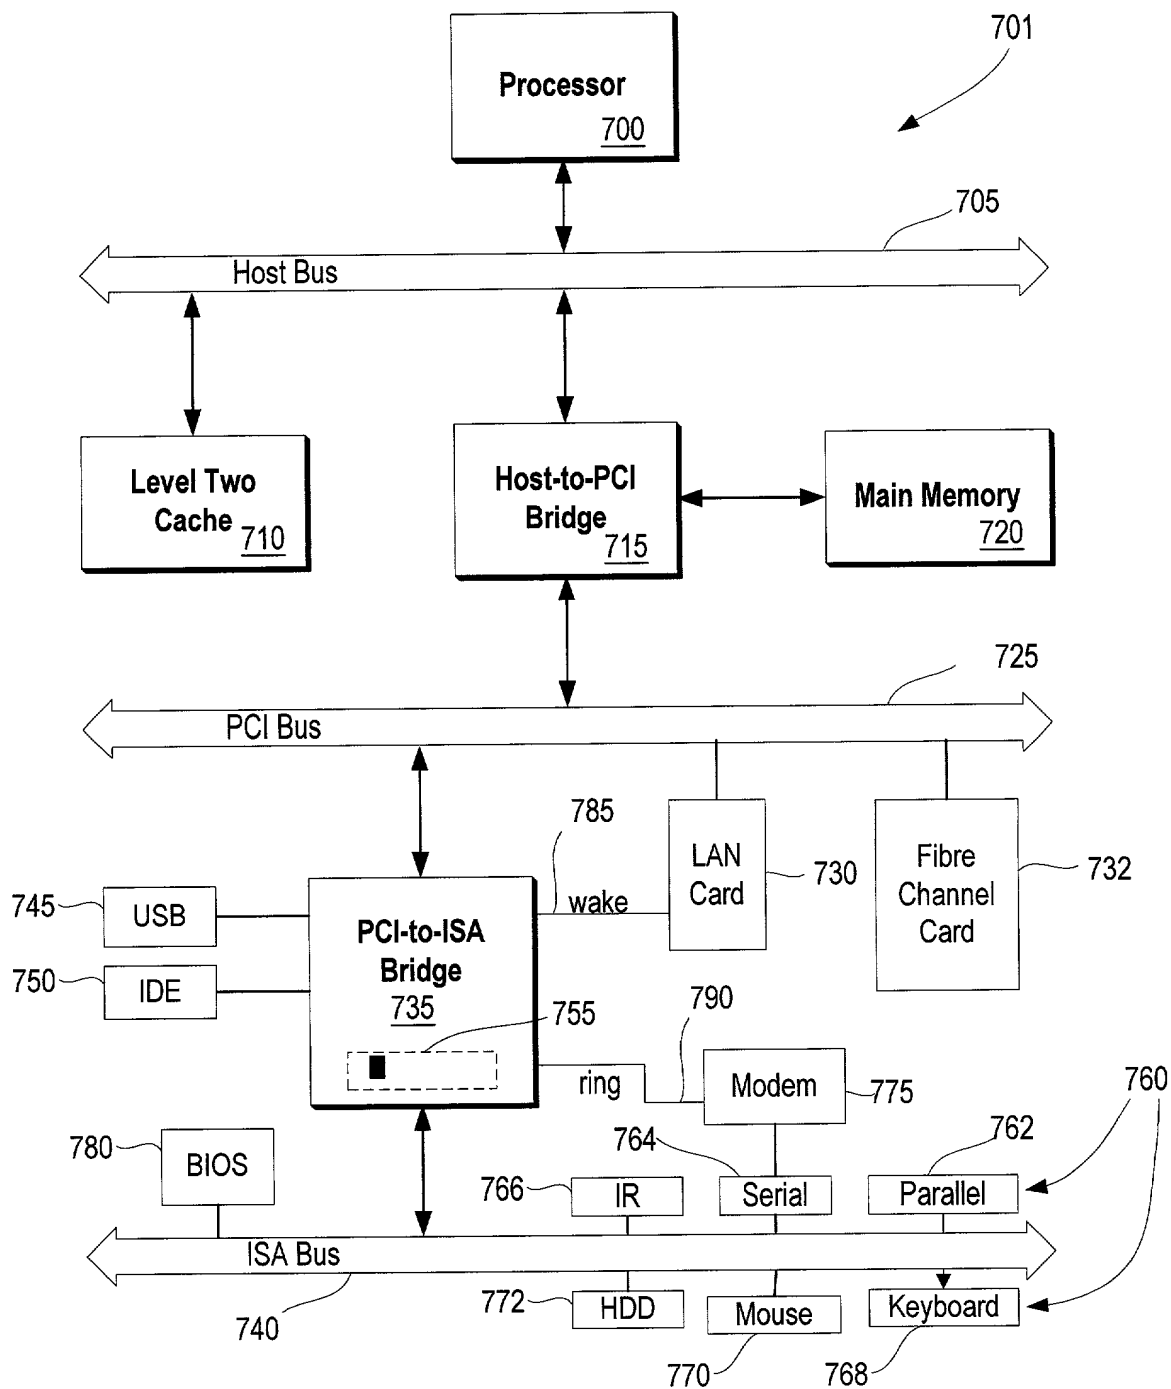 701
Processor
700
705
Host Bus
Level Two
Cache
710
Host-to-PCI
Bridge
715
Main Memory
720
725
PCI Bus
785
LAN
Card
730
Fibre
Channel
Card
732
745
USB
wake
PCI-to-ISA
Bridge
735
750
IDE
755
790
ring
Modem
775
760
780
BIOS
764
762
766
IR
Serial
Parallel
ISA Bus
772
HDD
Mouse
Keyboard
740
770
768